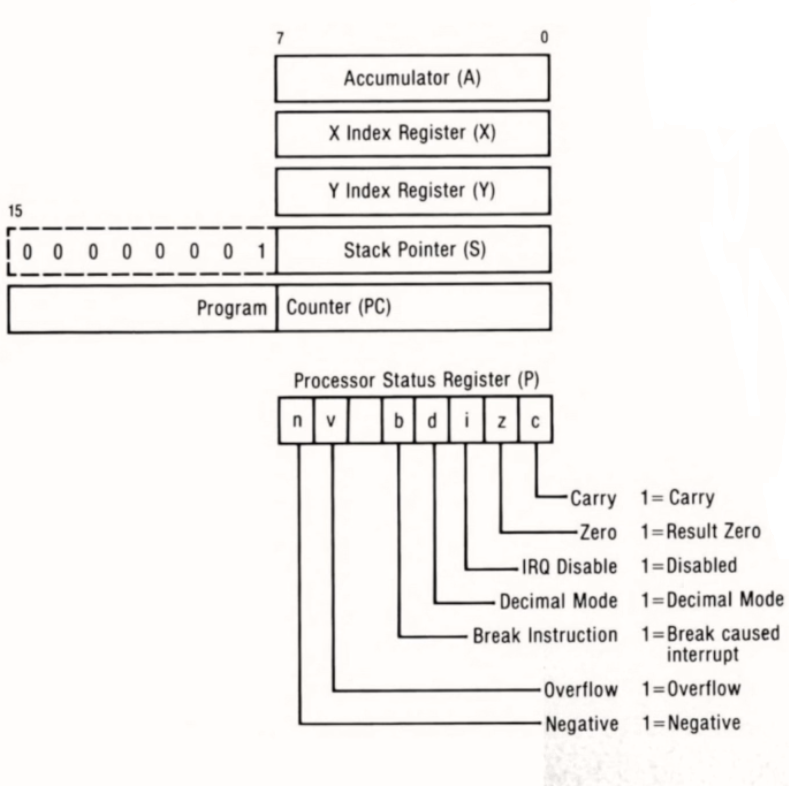 7 0
Accumulator (A)
X Index Register (X)
Y Index Register (Y)
15
0 0 0 0 0 0 0 1 Stack Pointer (S)
Program Counter (PC)
Processor Status Register (P)
n v b d i z c
Carry 1= Carry
Zero 1=Result Zero
IRQ Disable 1=Disabled
Decimal Mode 1=Decimal Mode
Break Instruction 1=Break caused
interrupt
Overflow 1=Overflow
Negative 1=Negative